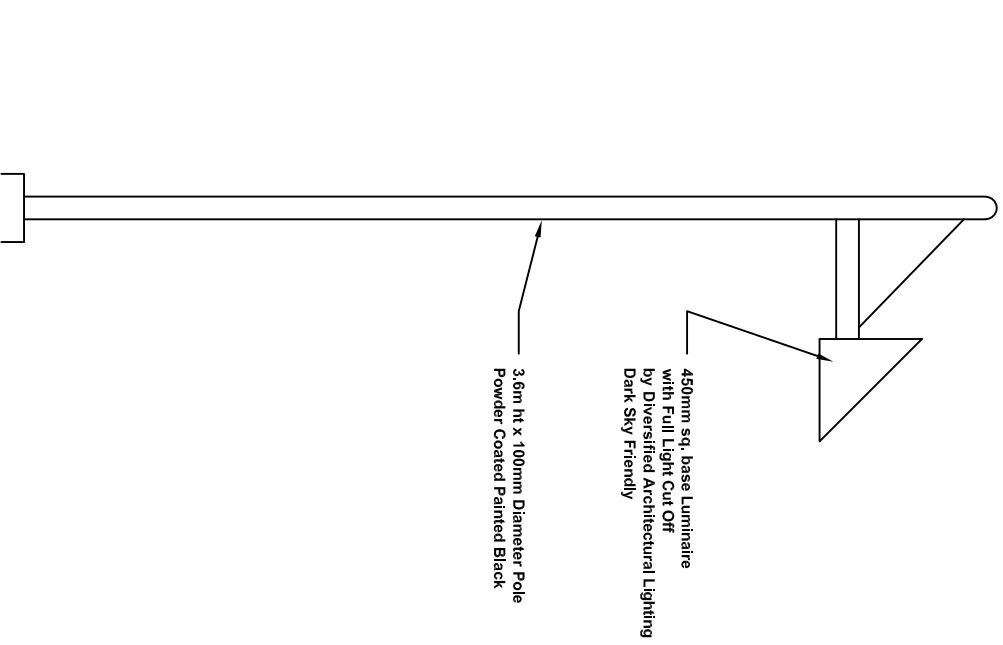 450mm sq. base Luminaire
with Full Light Cut Off
by Diversified Architectural Lighting
Dark Sky Friendly
3.6m ht x 100mm Diameter Pole
Powder Coated Painted Black